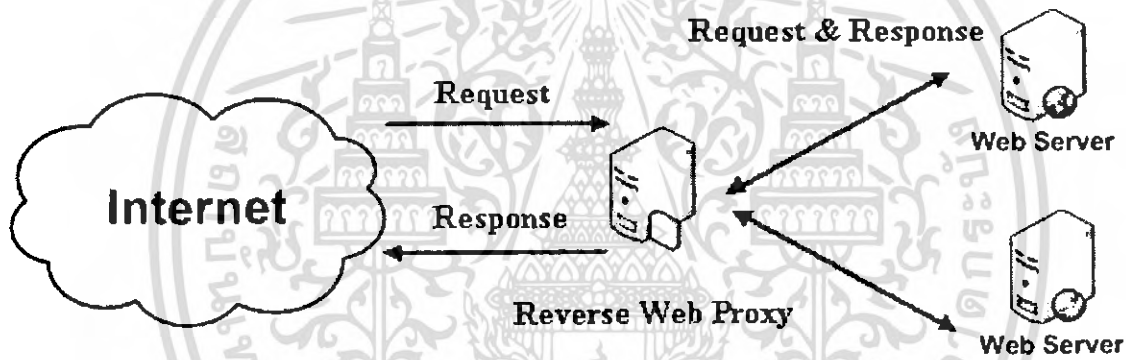 Request & Response
Request
Web Server
Internet
Response
Reverse Web Proxy
Web Server